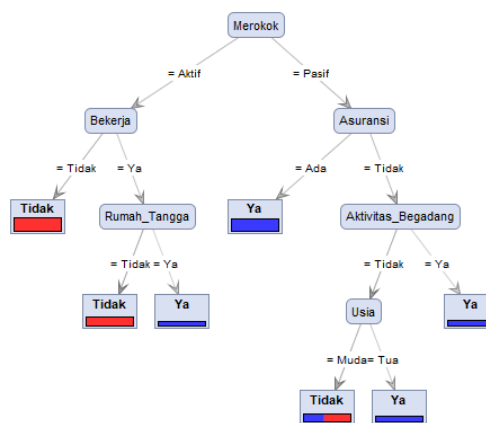 Merokok
= Aktif
= Pasif
Bekerja
Asuransi
= Tidak
= Ya
= Ada
= Tidak
Tidak
Rumah_Tangga
Ya
Aktivitas_Begadang
= Tidak
= Ya
= Tidak
= Ya
Tidak
Ya
Usia
Ya
= Muda
= Tua
Tidak
Ya